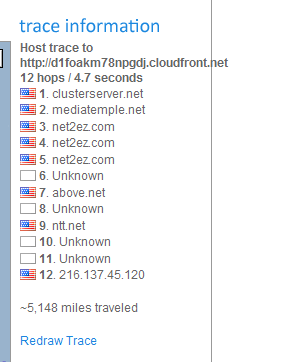 trace information
Host trace to
http://d1foakm78npgdj.cloudfront.net
12 hops / 4.7 seconds
1. clusterserver.net
2. mediatemple.net
3. net2ez.com
4. net2ez.com
5. net2ez.com
6. Unknown
7. above.net
8. Unknown
9. ntt.net
10. Unknown
11. Unknown
12. 216.137.45.120
~5,148 miles traveled
Redraw Trace